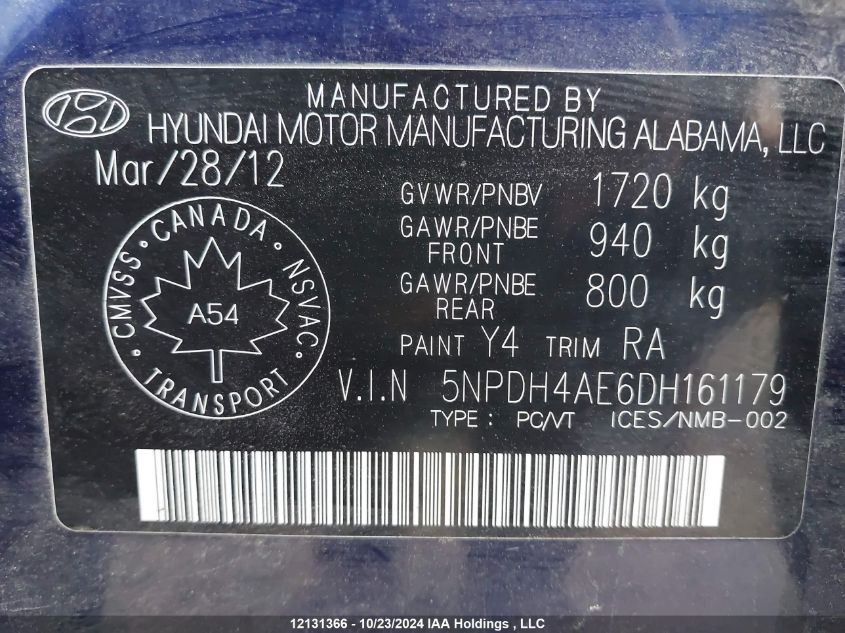 MANUFACTURED BY
HYUNDAI MOTOR MANUFACTURING ALABAMA, LLC
Mar/28/12
GVWR/PNBV 1720 kg
GAWR/PNBE FRONT 940 kg
GAWR/PNBE REAR 800 kg
CANADA
CMVSS • NSVAC
A54
TRANSPORT
PAINT Y4 TRIM RA
V.I.N 5NPDH4AE6DH161179
TYPE : PC/VT ICES/NMB-002
12131366 - 10/23/2024 IAA Holdings , LLC